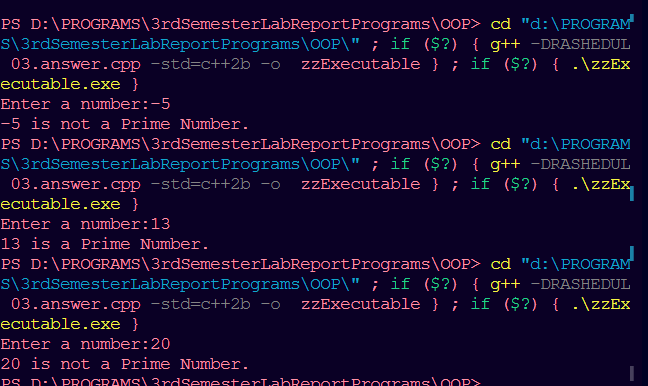 PS D:\PROGRAMS\3rdSemesterLabReportPrograms\OOP> cd "d:\PROGRAM
S\3rdSemesterLabReportPrograms\OOP\" ; if ($?) { g++ -DRASHEDUL
 03.answer.cpp -std=c++2b -o  zzExecutable } ; if ($?) { .\zzEx
ecutable.exe }
Enter a number:-5
-5 is not a Prime Number.
PS D:\PROGRAMS\3rdSemesterLabReportPrograms\OOP> cd "d:\PROGRAM
S\3rdSemesterLabReportPrograms\OOP\" ; if ($?) { g++ -DRASHEDUL
 03.answer.cpp -std=c++2b -o  zzExecutable } ; if ($?) { .\zzEx
ecutable.exe }
Enter a number:13
13 is a Prime Number.
PS D:\PROGRAMS\3rdSemesterLabReportPrograms\OOP> cd "d:\PROGRAM
S\3rdSemesterLabReportPrograms\OOP\" ; if ($?) { g++ -DRASHEDUL
 03.answer.cpp -std=c++2b -o  zzExecutable } ; if ($?) { .\zzEx
ecutable.exe }
Enter a number:20
20 is not a Prime Number.
PS D:\PROGRAMS\3rdSemesterLabReportPrograms\OOP>